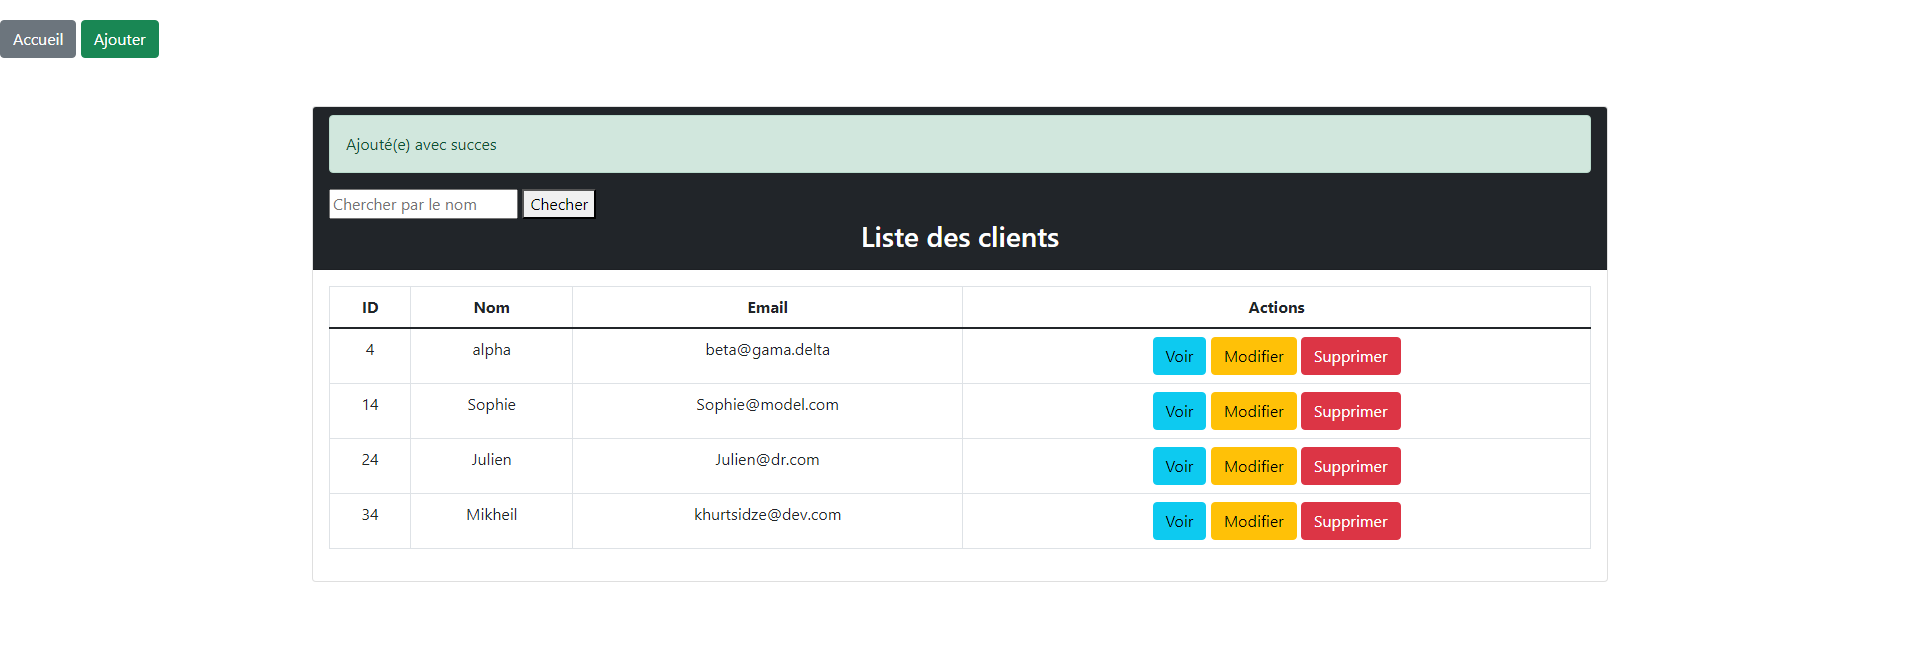 Accueil Ajouter
Ajouté(e) avec succes
Chercher par le nom Checher
Liste des clients
ID Nom Email Actions
4 alpha beta@gama.delta Voir Modifier Supprimer
14 Sophie Sophie@model.com Voir Modifier Supprimer
24 Julien Julien@dr.com Voir Modifier Supprimer
34 Mikheil khurtsidze@dev.com Voir Modifier Supprimer